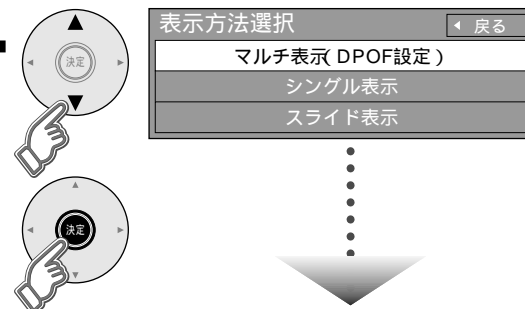 表示方法選択
◀ 戻る
マルチ表示( DPOF設定 )
シングル表示
スライド表示
決定
決定